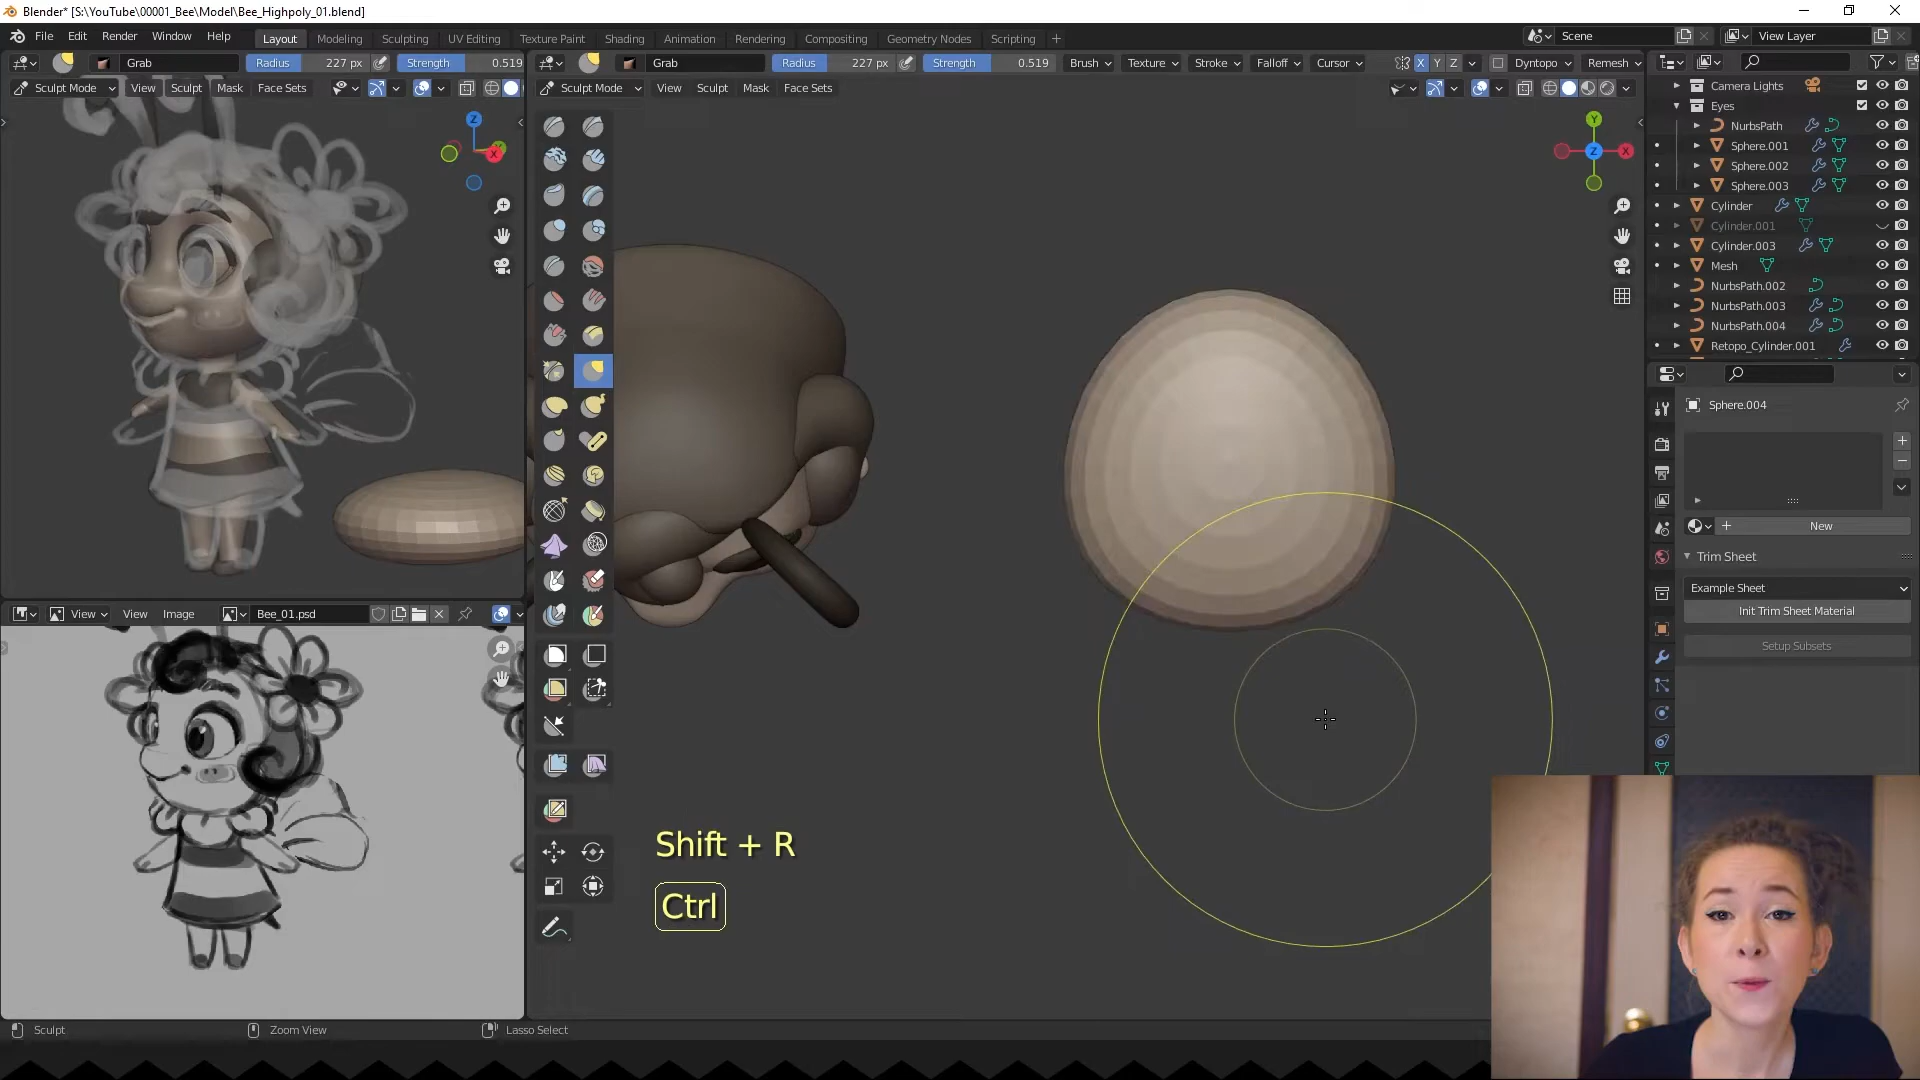 Blender* [S:\YouTube\00001_Bee\Model\Bee_Highpoly_01.blend]
File Edit Render Window Help Layout Modeling Sculpting UV Editing Texture Paint Shading Animation Rendering Compositing Geometry Nodes Scripting + Scene View Layer
Grab Radius 227 px Strength 0.519 Grab Radius 227 px Strength 0.519 Brush Texture Stroke Falloff Cursor X Y Z Dyntopo Remesh
Sculpt Mode View Sculpt Mask Face Sets Sculpt Mode View Sculpt Mask Face Sets
Camera Lights
Eyes
NurbsPath
Sphere.001
Sphere.002
Sphere.003
Cylinder
Cylinder.001
Cylinder.003
Mesh
NurbsPath.002
NurbsPath.003
NurbsPath.004
Retopo_Cylinder.001
Z
X
Y
Z
X
Sphere.004
New
Trim Sheet
Example Sheet
Init Trim Sheet Material
Setup Subsets
View View Image Bee_01.psd
Shift + R
Ctrl
Sculpt Zoom View Lasso Select